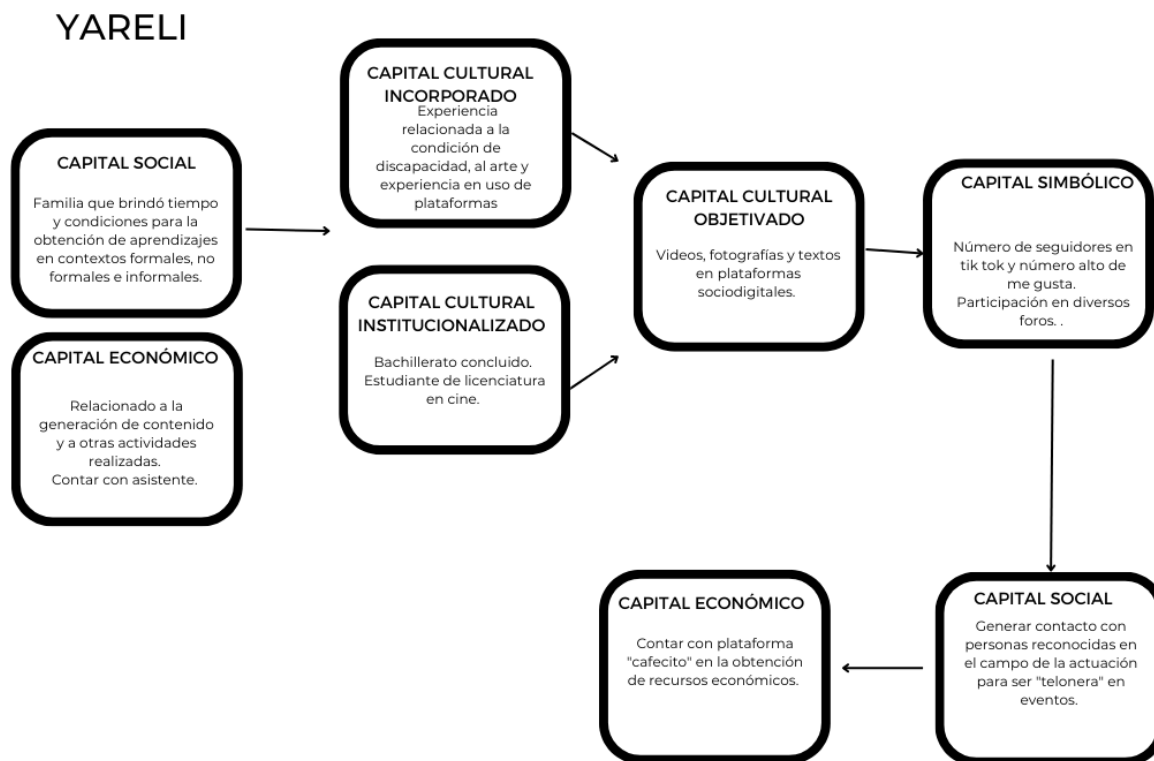 YARELI
CAPITAL SOCIAL
Familia que brindó tiempo
y condiciones para la
obtención de aprendizajes
en contextos formales, no
formales e informales.
CAPITAL ECONÓMICO
Relacionado a la
generación de contenido
y a otras actividades
realizadas.
Contar con asistente.
CAPITAL CULTURAL
INCORPORADO
Experiencia
relacionada a la
condición de
discapacidad, al arte y
experiencia en uso de
plataformas
CAPITAL CULTURAL
INSTITUCIONALIZADO
Bachillerato concluido.
Estudiante de licenciatura
en cine.
CAPITAL CULTURAL
OBJETIVADO
Videos, fotografías y textos
en plataformas
sociodigitales.
CAPITAL SIMBÓLICO
Número de seguidores en
tik tok y número alto de
me gusta.
Participación en diversos
foros. .
CAPITAL SOCIAL
Generar contacto con
personas reconocidas en
el campo de la actuación
para ser "telonera" en
eventos.
CAPITAL ECONÓMICO
Contar con plataforma
"cafecito" en la obtención
de recursos económicos.